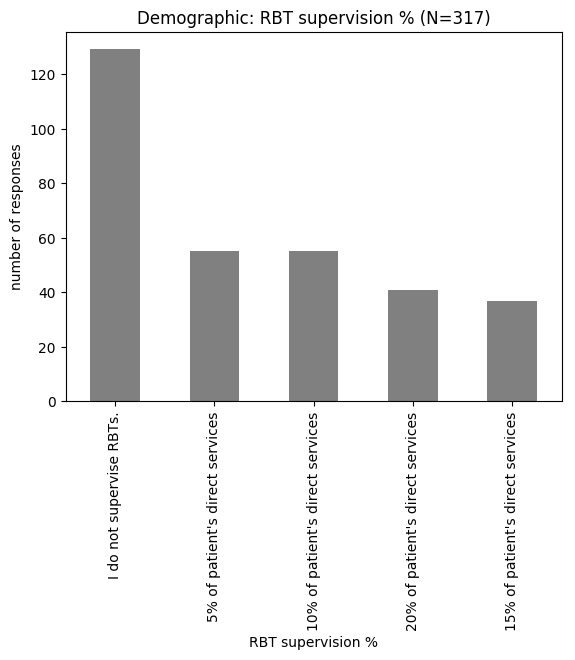 Demographic: RBT supervision % (N=317)
number of responses
120
100
80
60
40
20
0
I do not supervise RBTs.
5% of patient's direct services
10% of patient's direct services
20% of patient's direct services
15% of patient's direct services
RBT supervision %